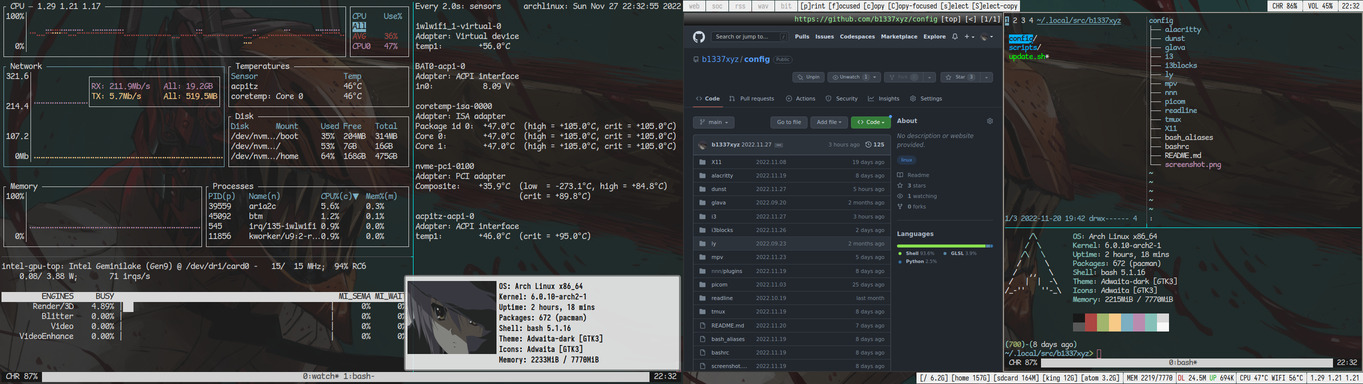 CPU — 1.29 1.21 1.17
100%
0%
CPU Use%
All
AVG 36%
CPU0 47%
Network
321.6
214.4
107.2
0Mb
RX: 211.9Mb/s All: 19.2GB
TX: 5.7Mb/s All: 519.5MB
Temperatures
Sensor Temp
acpitz 46°C
coretemp: Core 0 46°C
Disk
Disk Mount Used Free Total
/dev/nvm.../boot 35% 204MB 314MB
/dev/nvm.../ 53% 7GB 16GB
/dev/nvm.../home 64% 168GB 475GB
Memory
100%
Processes
PID(p) Name(n) CPU%(c)▼ Mem%(m)
39559 aria2c 5.6% 0.3%
45092 btm 1.2% 0.1%
545 irq/135-iwlwifi 0.9% 0.0%
11856 kworker/u9:2-r... 0.9% 0.0%
intel-gpu-top: Intel Geminilake (Gen9) @ /dev/dri/card0 - 15/ 15 MHz; 94% RC6
0.08/ 3.88 W; 71 irqs/s
ENGINES BUSY MI_SEMA MI_WAI
Render/3D 4.89% 0% 0%
Blitter 0.00% 0% 0%
Video 0.00% 0% 0%
VideoEnhance 0.00% 0% 0%
CHR 87% 0:watch* 1:bash- 22:32
Every 2.0s: sensors archlinux: Sun Nov 27 22:32:55 2022
iwlwifi_1-virtual-0
Adapter: Virtual device
temp1: +56.0°C
BAT0-acpi-0
Adapter: ACPI interface
in0: 8.09 V
coretemp-isa-0000
Adapter: ISA adapter
Package id 0: +47.0°C (high = +105.0°C, crit = +105.0°C)
Core 0: +47.0°C (high = +105.0°C, crit = +105.0°C)
Core 1: +47.0°C (high = +105.0°C, crit = +105.0°C)
nvme-pci-0100
Adapter: PCI adapter
Composite: +35.9°C (low = -273.1°C, high = +84.8°C)
(crit = +89.8°C)
acpitz-acpi-0
Adapter: ACPI interface
temp1: +46.0°C (crit = +95.0°C)
OS: Arch Linux x86_64
Kernel: 6.0.10-arch2-1
Uptime: 2 hours, 18 mins
Packages: 672 (pacman)
Shell: bash 5.1.16
Theme: Adwaita-dark [GTK3]
Icons: Adwaita [GTK3]
Memory: 2233MiB / 7770MiB
web soc rss wav bit [p]rint [f]ocused [c]opy [C]opy-focused [s]elect [S]elect-copy
CHR 86% VOL 45% 22:32
https://github.com/b1337xyz/config [top] [<] [1/1]
Search or jump to... / Pulls Issues Codespaces Marketplace Explore
b1337xyz/config Public
Unpin Unwatch 1 Star 3
Code Pull requests Actions Security Insights Settings
main Go to file Add file Code
b1337xyz 2022.11.27 3 hours ago 125
X11 2022.11.08 19 days ago
alacritty 2022.11.19 8 days ago
dunst 2022.11.27 5 hours ago
glava 2022.09.20 2 months ago
i3 2022.11.27 3 hours ago
i3blocks 2022.11.26 yesterday
ly 2022.09.23 2 months ago
mpv 2022.11.23 5 days ago
nnn/plugins 2022.11.19 8 days ago
picom 2022.11.03 25 days ago
readline 2022.10.19 last month
tmux 2022.11.19 8 days ago
README.md 2022.11.20 7 days ago
bash_aliases 2022.11.19 8 days ago
bashrc 2022.11.19 8 days ago
screenshot.... 2022.11.19 8 days ago
About
No description or website
provided.
linux
Readme
3 stars
1 watching
0 forks
Languages
Shell 93.6% GLSL 3.8%
Python 2.5%
1 2 3 4 ~/.local/src/b1337xyz
config/
scripts/
update.sh*
1/3 2022-11-20 19:42 drwx------ 4
config
alacritty
dunst
glava
i3
i3blocks
ly
mpv
nnn
picom
readline
tmux
X11
bash_aliases
bashrc
README.md
screenshot.png
~
~
~
~
~
:
OS: Arch Linux x86_64
Kernel: 6.0.10-arch2-1
Uptime: 2 hours, 18 mins
Packages: 672 (pacman)
Shell: bash 5.1.16
Theme: Adwaita-dark [GTK3]
Icons: Adwaita [GTK3]
Memory: 2215MiB / 7770MiB
(700)-(8 days ago)
~/.local/src/b1337xyz>
CHR 87% 0:bash* 22:32
[/ 6.2G] [home 157G] [sdcard 164M] [king 12G] [atom 3.2G] MEM 2219/7770 DL 24.5M UP 694K CPU 47°C WIFI 56°C 1.29 1.21 1.21